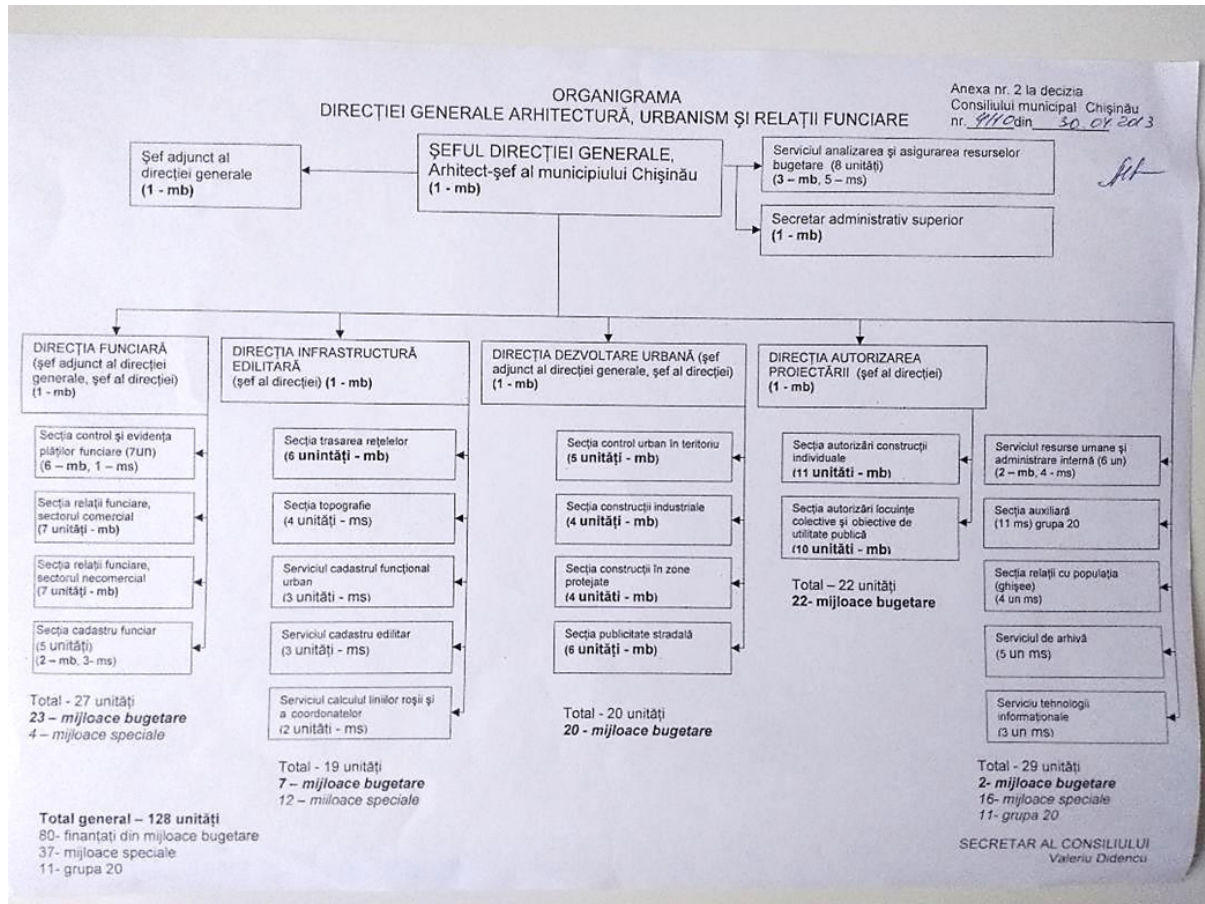 ORGANIGRAMA
DIRECȚIEI GENERALE ARHITECTURĂ, URBANISM ȘI RELAȚII FUNCIARE
Anexa nr. 2 la decizia
Consiliului municipal Chișinău
nr. 4/10 din 30.04.2013
Șef adjunct al
direcției generale
(1 - mb)
ȘEFUL DIRECȚIEI GENERALE,
Arhitect-șef al municipiului Chișinău
(1 - mb)
Serviciul analizarea și asigurarea resurselor
bugetare (8 unități)
(3 – mb, 5 – ms)
Secretar administrativ superior
(1 - mb)
DIRECȚIA FUNCIARĂ
(șef adjunct al direcției
generale, șef al direcției)
(1 - mb)
Secția control și evidența
plăților funciare (7un)
(6 – mb, 1 – ms)
Secția relații funciare,
sectorul comercial
(7 unități - mb)
Secția relații funciare,
sectorul necomercial
(7 unități - mb)
Secția cadastru funciar
(5 unități)
(2 – mb, 3- ms)
Total - 27 unități
23 – mijloace bugetare
4 – mijloace speciale
DIRECȚIA INFRASTRUCTURĂ
EDILITARĂ
(șef al direcției) (1 - mb)
Secția trasarea rețelelor
(6 unintăți - mb)
Secția topografie
(4 unități - ms)
Serviciul cadastrul funcțional
urban
(3 unități - ms)
Serviciul cadastru edilitar
(3 unități - ms)
Serviciul calculul liniilor roșii și
a coordonatelor
(2 unități - ms)
Total - 19 unități
7 – mijloace bugetare
12 – mijloace speciale
DIRECȚIA DEZVOLTARE URBANĂ (șef
adjunct al direcției generale, șef al direcției)
(1 - mb)
Secția control urban în teritoriu
(5 unități - mb)
Secția construcții industriale
(4 unități - mb)
Secția construcții în zone
protejate
(4 unități - mb)
Secția publicitate stradală
(6 unități - mb)
Total - 20 unități
20 - mijloace bugetare
DIRECȚIA AUTORIZAREA
PROIECTĂRII (șef al direcției)
(1 - mb)
Secția autorizări construcții
individuale
(11 unități - mb)
Secția autorizări locuințe
colective și obiective de
utilitate publică
(10 unități - mb)
Total – 22 unități
22- mijloace bugetare
Serviciul resurse umane și
administrare internă (6 un)
(2 – mb, 4 - ms)
Secția auxiliară
(11 ms) grupa 20
Secția relații cu populația
(ghișee)
(4 un ms)
Serviciul de arhivă
(5 un ms)
Serviciu tehnologii
informaționale
(3 un ms)
Total - 29 unități
2- mijloace bugetare
16- mijloace speciale
11- grupa 20
Total general – 128 unități
80- finanțați din mijloace bugetare
37- mijloace speciale
11- grupa 20
SECRETAR AL CONSILIULUI
Valeriu Didencu